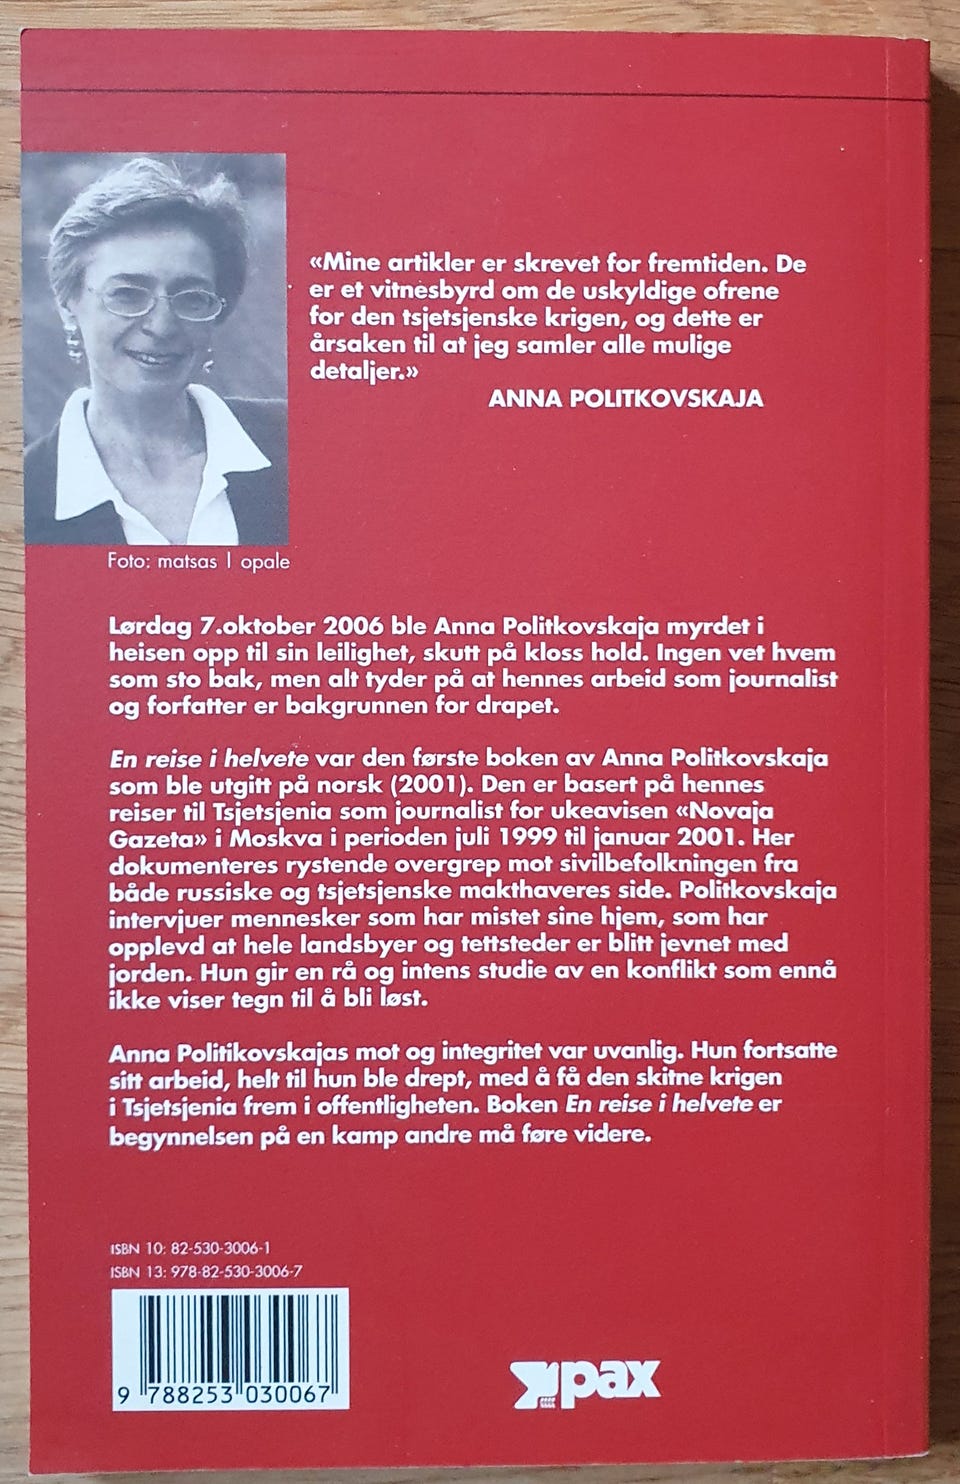 «Mine artikler er skrevet for fremtiden. De
er et vitnesbyrd om de uskyldige ofrene
for den tsjetsjenske krigen, og dette er
årsaken til at jeg samler alle mulige
detaljer.»
ANNA POLITKOVSKAJA
Foto: matsas | opale
Lørdag 7.oktober 2006 ble Anna Politkovskaja myrdet i
heisen opp til sin leilighet, skutt på kloss hold. Ingen vet hvem
som sto bak, men alt tyder på at hennes arbeid som journalist
og forfatter er bakgrunnen for drapet.
En reise i helvete var den første boken av Anna Politkovskaja
som ble utgitt på norsk (2001). Den er basert på hennes
reiser til Tsjetsjenia som journalist for ukeavisen «Novaja
Gazeta» i Moskva i perioden juli 1999 til januar 2001. Her
dokumenteres rystende overgrep mot sivilbefolkningen fra
både russiske og tsjetsjenske makthaveres side. Politkovskaja
intervjuer mennesker som har mistet sine hjem, som har
opplevd at hele landsbyer og tettsteder er blitt jevnet med
jorden. Hun gir en rå og intens studie av en konflikt som ennå
ikke viser tegn til å bli løst.
Anna Politikovskajas mot og integritet var uvanlig. Hun fortsatte
sitt arbeid, helt til hun ble drept, med å få den skitne krigen
i Tsjetsjenia frem i offentligheten. Boken En reise i helvete er
begynnelsen på en kamp andre må føre videre.
ISBN 10: 82-530-3006-1
ISBN 13: 978-82-530-3006-7
9 788253 030067
pax